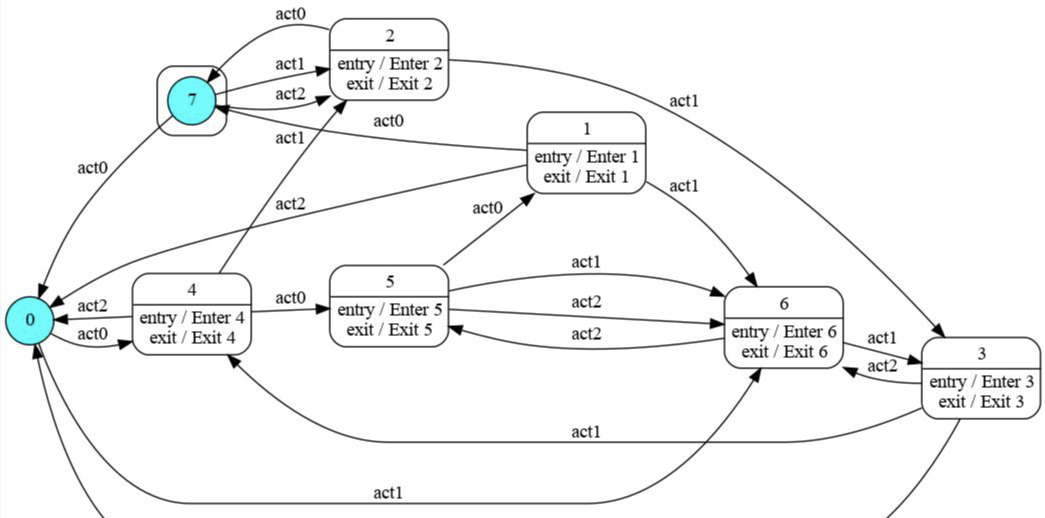 act0
2
entry / Enter 2
exit / Exit 2
act1
act2
7
act1
act0
1
entry / Enter 1
exit / Exit 1
act1
act0
act2
act0
act1
4
entry / Enter 4
exit / Exit 4
act0
5
entry / Enter 5
exit / Exit 5
act1
act2
act2
6
entry / Enter 6
exit / Exit 6
0
act2
act0
act1
act2
3
entry / Enter 3
exit / Exit 3
act1
act1